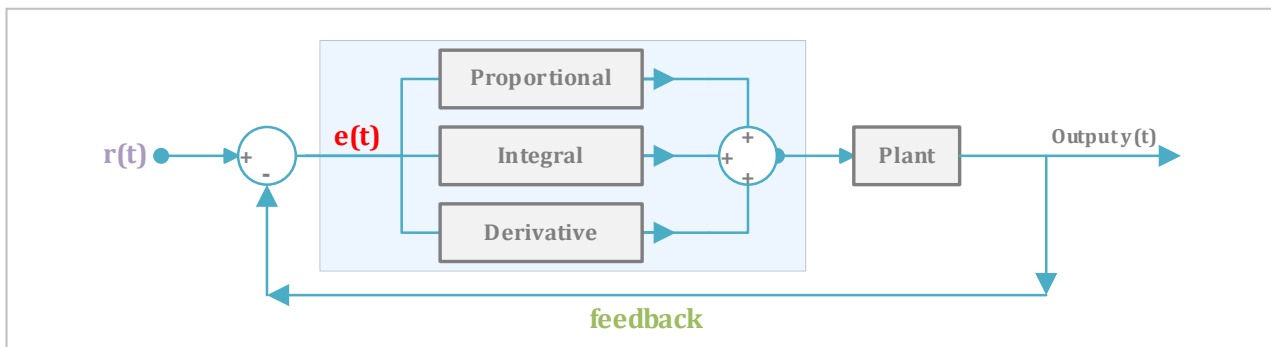 r(t)
+
-
e(t)
Proportional
Integral
Derivative
+
+
+
Plant
Output y(t)
feedback